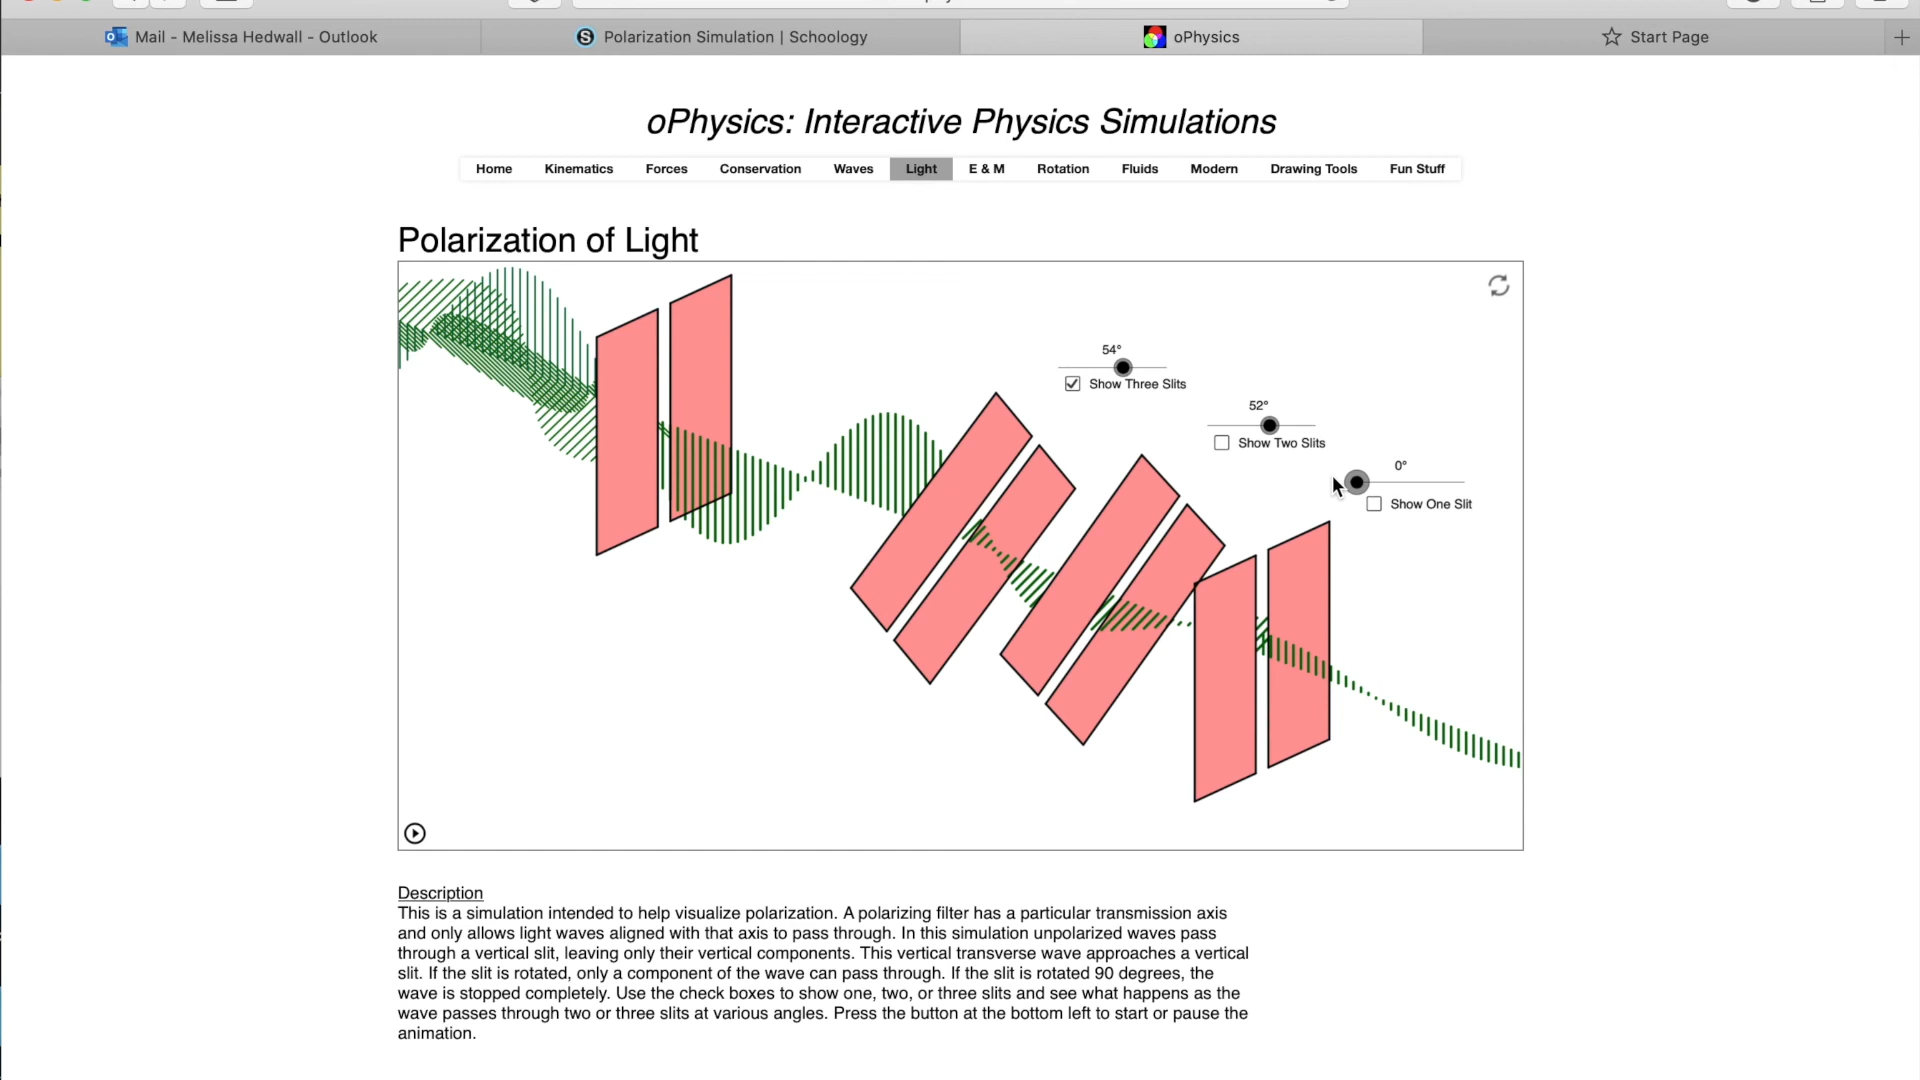 Mail - Melissa Hedwall - Outlook
Polarization Simulation | Schoology
oPhysics
Start Page
oPhysics: Interactive Physics Simulations
Home Kinematics Forces Conservation Waves Light E & M Rotation Fluids Modern Drawing Tools Fun Stuff
Polarization of Light
54°
Show Three Slits
52°
Show Two Slits
0°
Show One Slit
Description
This is a simulation intended to help visualize polarization. A polarizing filter has a particular transmission axis
and only allows light waves aligned with that axis to pass through. In this simulation unpolarized waves pass
through a vertical slit, leaving only their vertical components. This vertical transverse wave approaches a vertical
slit. If the slit is rotated, only a component of the wave can pass through. If the slit is rotated 90 degrees, the
wave is stopped completely. Use the check boxes to show one, two, or three slits and see what happens as the
wave passes through two or three slits at various angles. Press the button at the bottom left to start or pause the
animation.